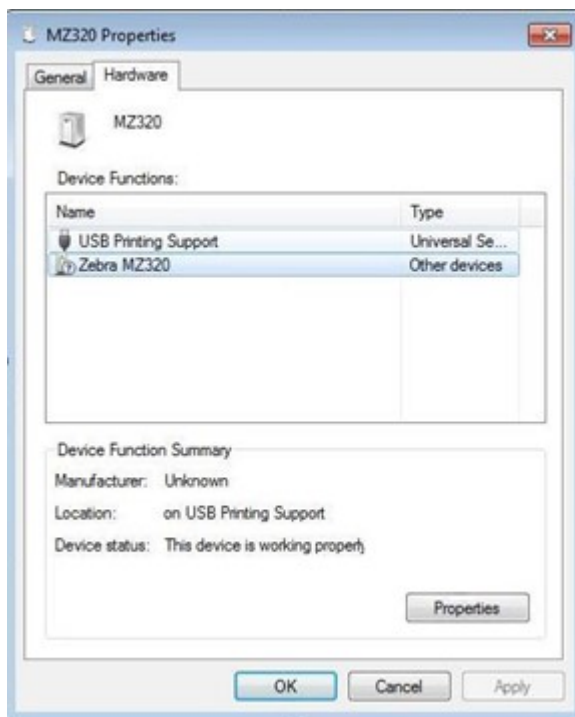 MZ320 Properties
General Hardware
MZ320
Device Functions:
Name Type
USB Printing Support Universal Se...
Zebra MZ320 Other devices
Device Function Summary
Manufacturer: Unknown
Location: on USB Printing Support
Device status: This device is working properly
Properties
OK Cancel Apply